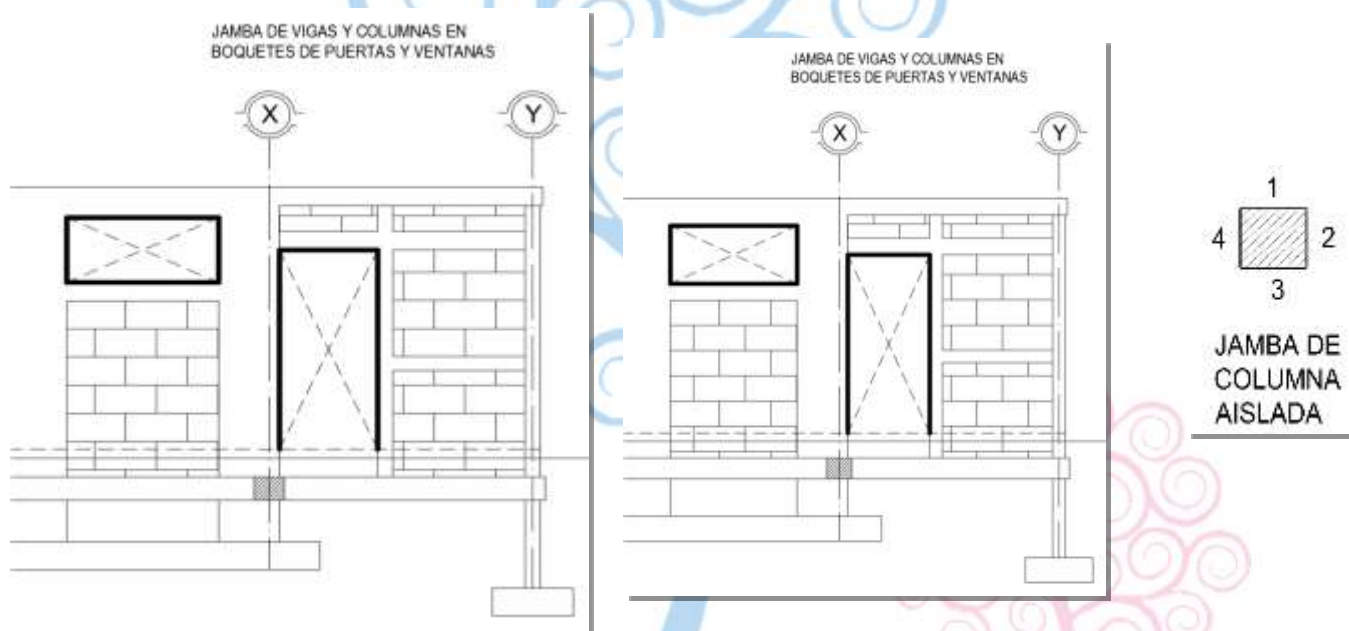 JAMBA DE VIGAS Y COLUMNAS EN
BOQUETES DE PUERTAS Y VENTANAS
X
Y
JAMBA DE VIGAS Y COLUMNAS EN
BOQUETES DE PUERTAS Y VENTANAS
X
Y
1
4
2
3
JAMBA DE
COLUMNA
AISLADA